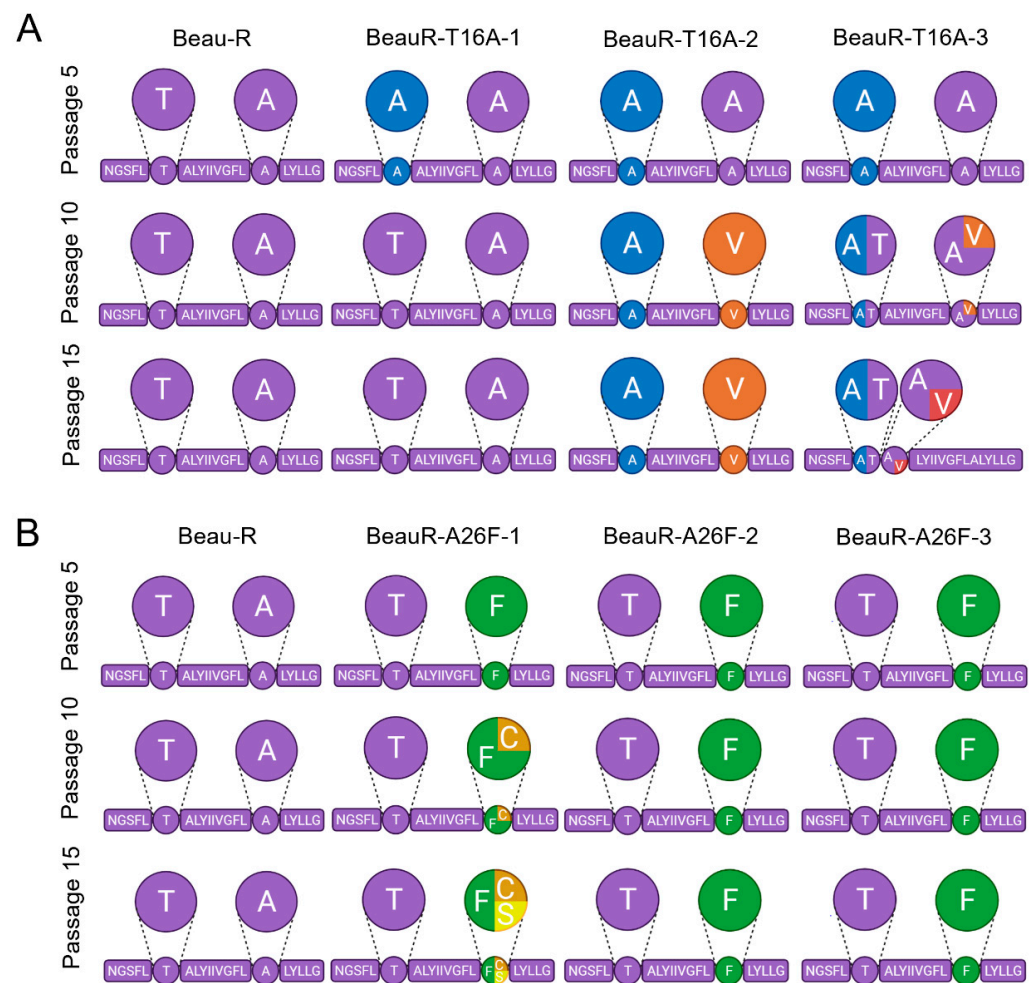 A
Beau-R BeauR-T16A-1 BeauR-T16A-2 BeauR-T16A-3
Passage 5
T A A A A A A A
NGSFL T ALYIIVGFL A LYLLG NGSFL A ALYIIVGFL A LYLLG NGSFL A ALYIIVGFL A LYLLG NGSFL A ALYIIVGFL A LYLLG
Passage 10
T A T A A V A T A V
NGSFL T ALYIIVGFL A LYLLG NGSFL T ALYIIVGFL A LYLLG NGSFL A ALYIIVGFL V LYLLG NGSFL A T ALYIIVGFL A V LYLLG
Passage 15
T A T A A V A T A V
NGSFL T ALYIIVGFL A LYLLG NGSFL T ALYIIVGFL A LYLLG NGSFL A ALYIIVGFL V LYLLG NGSFL A T A V LYIIVGFLALYLLG
B
Beau-R BeauR-A26F-1 BeauR-A26F-2 BeauR-A26F-3
Passage 5
T A T F T F T F
NGSFL T ALYIIVGFL A LYLLG NGSFL T ALYIIVGFL F LYLLG NGSFL T ALYIIVGFL F LYLLG NGSFL T ALYIIVGFL F LYLLG
Passage 10
T A T F C T F T F
NGSFL T ALYIIVGFL A LYLLG NGSFL T ALYIIVGFL F C LYLLG NGSFL T ALYIIVGFL F LYLLG NGSFL T ALYIIVGFL F LYLLG
Passage 15
T A T F C S T F T F
NGSFL T ALYIIVGFL A LYLLG NGSFL T ALYIIVGFL F C S LYLLG NGSFL T ALYIIVGFL F LYLLG NGSFL T ALYIIVGFL F LYLLG